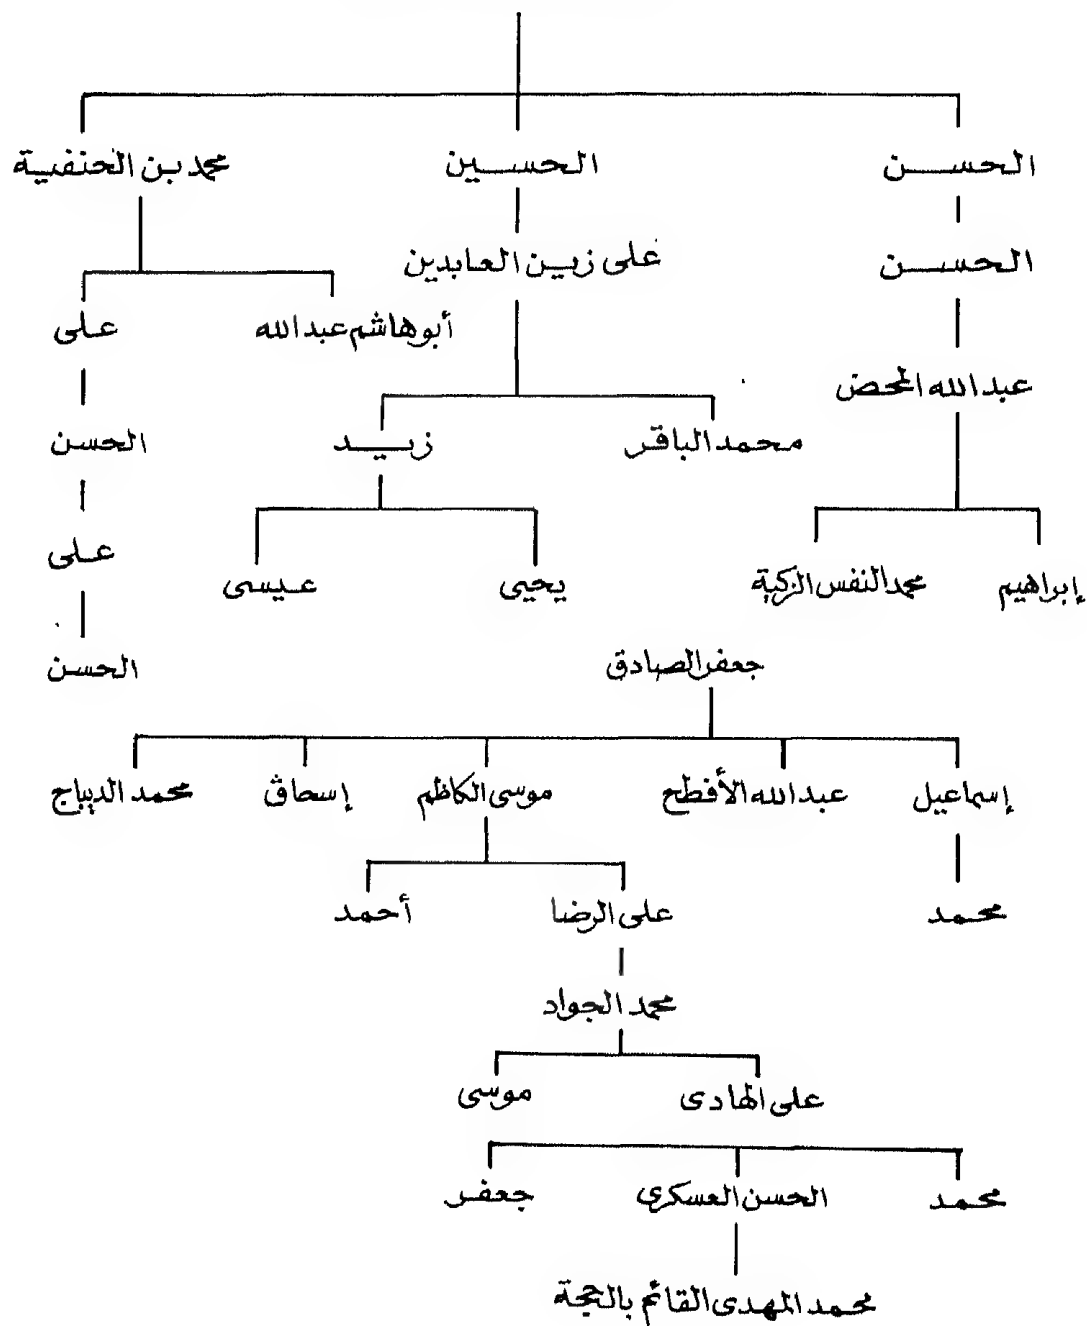 الحسن الحسين محمد بن الحنفية
الحسن على زين العابدين
أبو هاشم عبد الله على
عبد الله المحض
محمد الباقر زيد الحسن
على
إبراهيم محمد النفس الزكية يحيى عيسى
جعفر الصادق الحسن
إسماعيل عبد الله الأفطح موسى الكاظم إسحاق محمد الديباج
محمد على الرضا أحمد
محمد الجواد
على الهادى موسى
محمد الحسن العسكرى جعفر
محمد المهدى القائم بالحجة